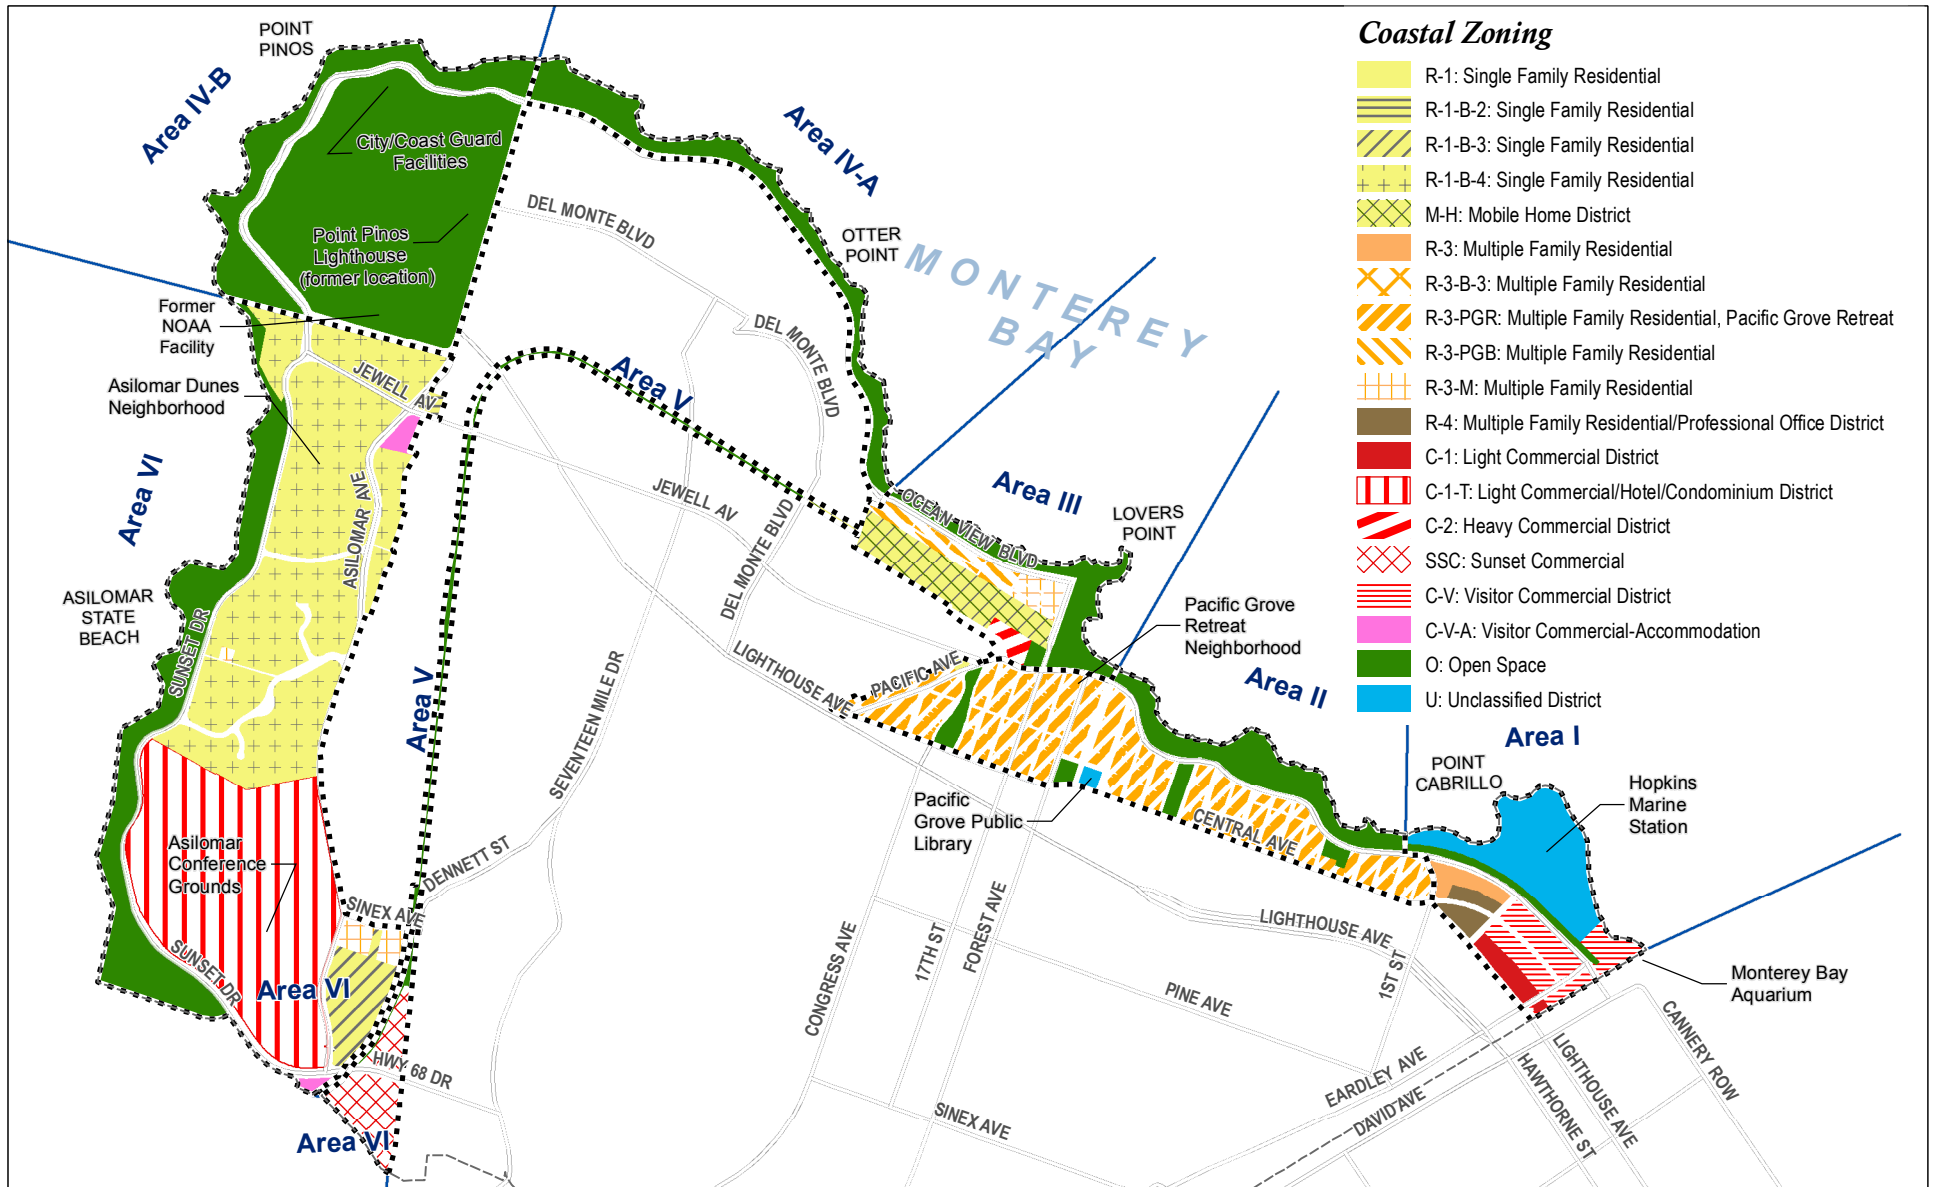 Coastal Zoning
R-1: Single Family Residential
R-1-B-2: Single Family Residential
R-1-B-3: Single Family Residential
R-1-B-4: Single Family Residential
M-H: Mobile Home District
R-3: Multiple Family Residential
R-3-B-3: Multiple Family Residential
R-3-PGR: Multiple Family Residential, Pacific Grove Retreat
R-3-PGB: Multiple Family Residential
R-3-M: Multiple Family Residential
R-4: Multiple Family Residential/Professional Office District
C-1: Light Commercial District
C-1-T: Light Commercial/Hotel/Condominium District
C-2: Heavy Commercial District
SSC: Sunset Commercial
C-V: Visitor Commercial District
C-V-A: Visitor Commercial-Accommodation
O: Open Space
U: Unclassified District
POINT
PINOS
Area IV-B
City/Coast Guard
Facilities
Area IV-A
DEL MONTE BLVD
Point Pinos
Lighthouse
(former location)
OTTER
POINT
MONTEREY
BAY
Former
NOAA
Facility
DEL MONTE BLVD
Asilomar Dunes
Neighborhood
JEWELL AV
Area V
Area VI
ASILOMAR AVE
JEWELL AV
DEL MONTE BLVD
OCEAN VIEW BLVD
Area III
LOVERS
POINT
ASILOMAR
STATE
BEACH
SUNSET DR
Pacific Grove
Retreat
Neighborhood
LIGHTHOUSE AVE
PACIFIC AVE
Area II
Area V
SEVENTEEN MILE DR
Area I
POINT
CABRILLO
Hopkins
Marine
Station
Pacific
Grove Public
Library
CENTRAL AVE
Asilomar
Conference
Grounds
DENNETT ST
SINEX AVE
SUNSET DR
Area VI
CONGRESS AVE
17TH ST
FOREST AVE
LIGHTHOUSE AVE
1ST ST
PINE AVE
Monterey Bay
Aquarium
CANNERY ROW
HWY 68 DR
EARDLEY AVE
DAVID AVE
HAWTHORNE ST
LIGHTHOUSE AVE
SINEX AVE
Area VI